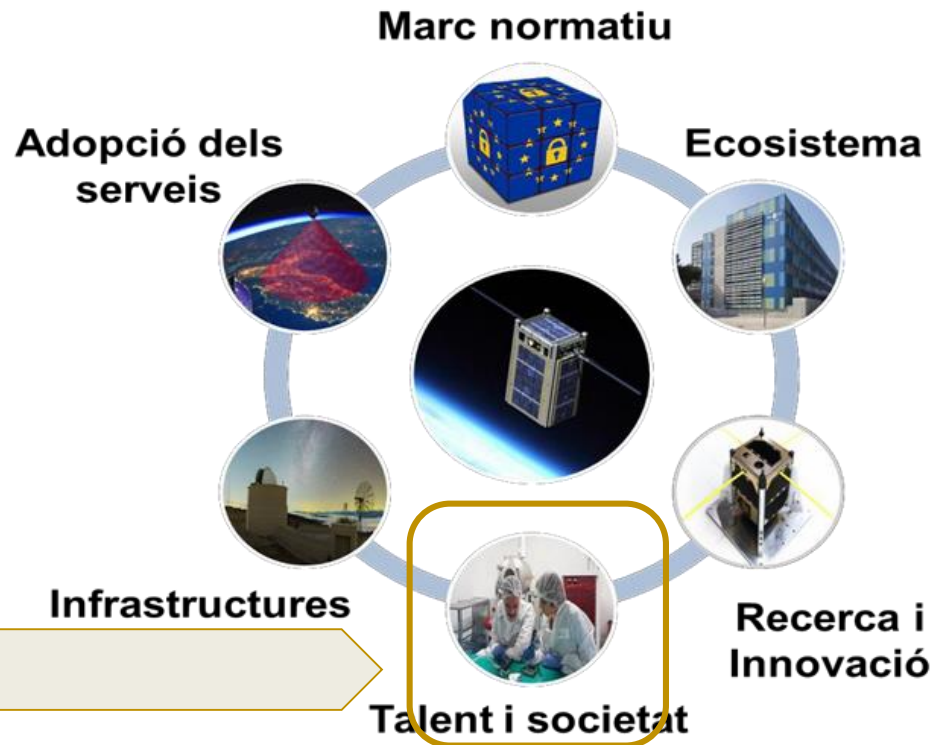 Marc normatiu
Adopció dels
serveis
Ecosistema
Infrastructures
Recerca i
Innovació
Talent i societat